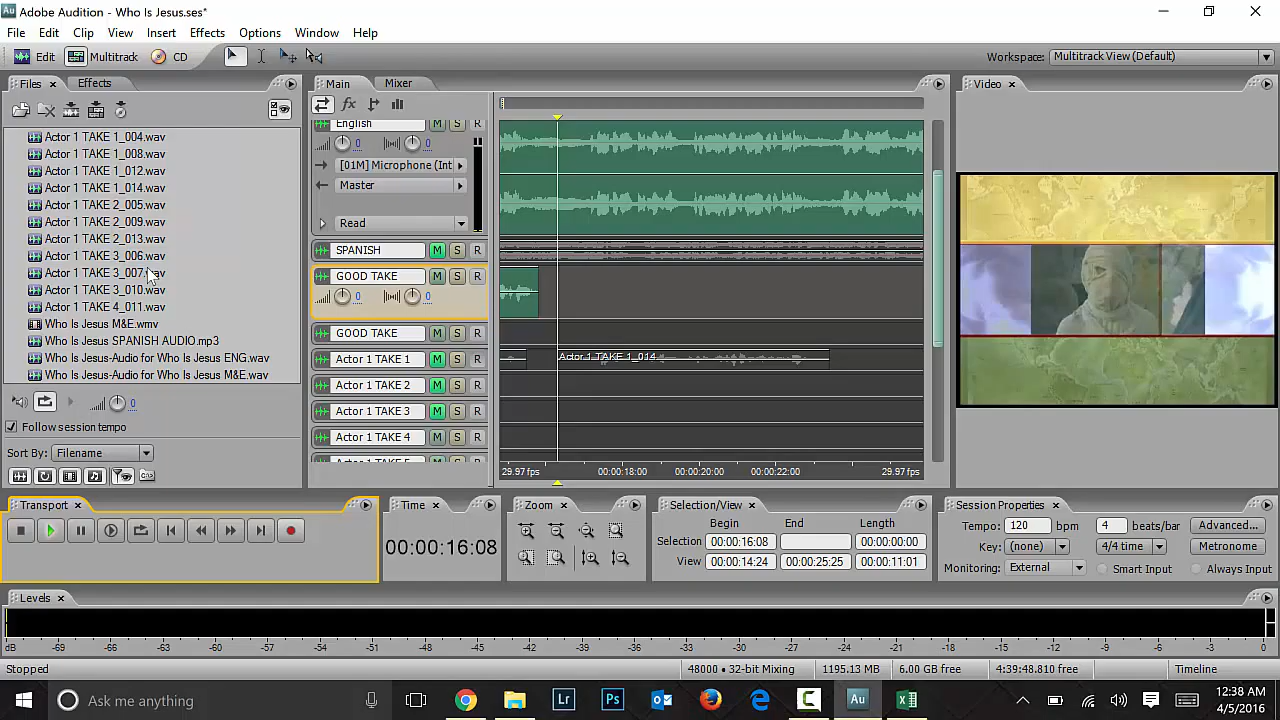 Au Adobe Audition - Who Is Jesus.ses*
File Edit Clip View Insert Effects Options Window Help
Edit Multitrack CD Workspace: Multitrack View (Default)
Files Effects Main Mixer Video
fx
Actor 1 TAKE 1_004.wav
Actor 1 TAKE 1_008.wav
Actor 1 TAKE 1_012.wav
Actor 1 TAKE 1_014.wav
Actor 1 TAKE 2_005.wav
Actor 1 TAKE 2_009.wav
Actor 1 TAKE 2_013.wav
Actor 1 TAKE 3_006.wav
Actor 1 TAKE 3_007.wav
Actor 1 TAKE 3_010.wav
Actor 1 TAKE 4_011.wav
Who Is Jesus M&E.wmv
Who Is Jesus SPANISH AUDIO.mp3
Who Is Jesus-Audio for Who Is Jesus ENG.wav
Who Is Jesus-Audio for Who Is Jesus M&E.wav
0
Follow session tempo
Sort By: Filename
English M S R
0 0
[01M] Microphone (Int
Master
Read
SPANISH M S R
GOOD TAKE M S R
0 0
GOOD TAKE M S R
Actor 1 TAKE 1 M S R
Actor 1 TAKE 1_014
Actor 1 TAKE 2 M S R
Actor 1 TAKE 3 M S R
Actor 1 TAKE 4 M S R
29.97 fps 00:00:18:00 00:00:20:00 00:00:22:00 29.97 fps
Transport Time Zoom Selection/View Session Properties
00:00:16:08
Begin End Length
Selection 00:00:16:08 00:00:00:00
View 00:00:14:24 00:00:25:25 00:00:11:01
Tempo: 120 bpm 4 beats/bar Advanced...
Key: (none) 4/4 time Metronome
Monitoring: External Smart Input Always Input
Levels
dB -69 -66 -63 -60 -57 -54 -51 -48 -45 -42 -39 -36 -33 -30 -27 -24 -21 -18 -15 -12 -9 -6 -3 0
Stopped 48000 • 32-bit Mixing 1195.13 MB 6.00 GB free 4:39:48.810 free Timeline
Ask me anything Lr Ps Au 12:38 AM
4/5/2016